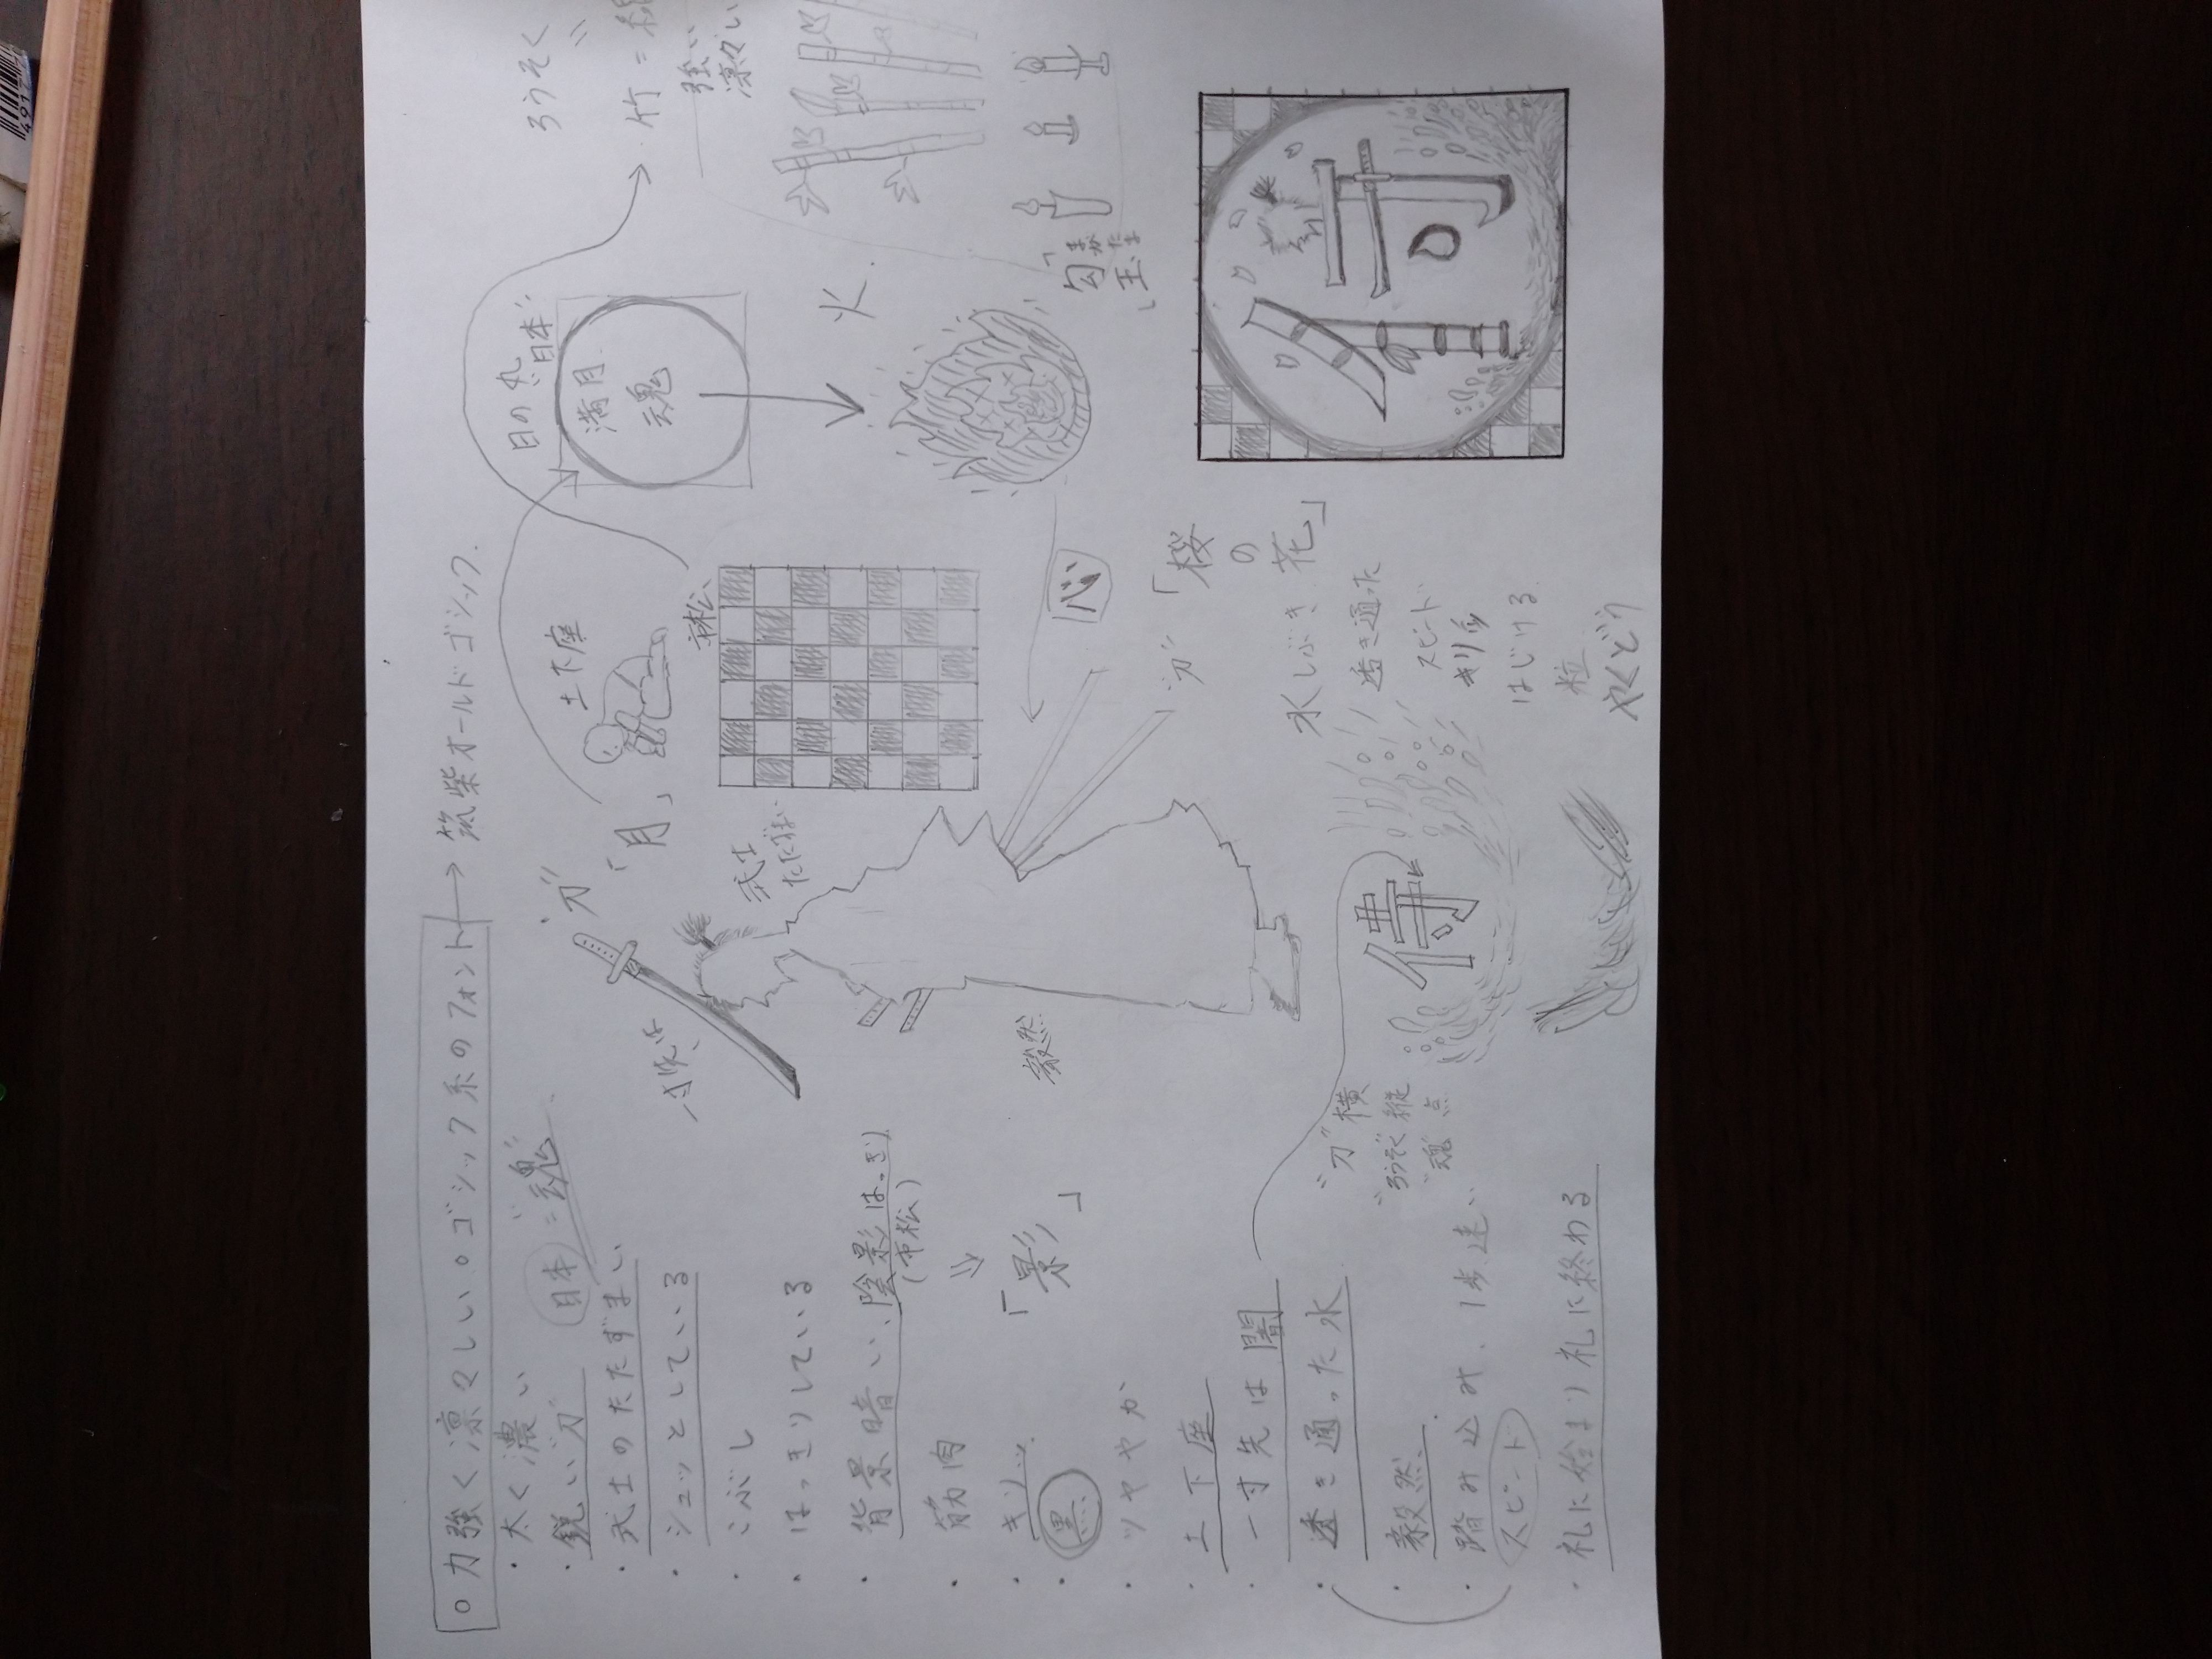 ○力強く凛々しい○ゴシック系のフォント→筑紫オールドゴシック.
・太く濃い
・鋭い"刀"
日本="魂"
・武士のたたずまい
・シュッとしている
・こぶし
・はっきりしている
・背景暗い、陰影はっきり
(市松)
⇓
「影」
・筋肉
・キリッ
・黒
・ツヤやか
・土下座
・一寸先は闇
・透き通った水
・毅然
・踏み込み、1歩、速い
スピード
・礼に始まり礼に終わる
"刀"
一寸先は、
武士
たたずまい
毅然
"刀"
「月」
土下座
市松
日の丸
"日本"
満月
魂
火
心
ろうそく
竹=
強い
凛々しい
「勾玉」
まがたま
「桜の花」
水しぶき
透き通った
スピード
はじける
粒
やくどう
"刀"横
"ろうそく"縦
"魂"点
侍
侍
4917